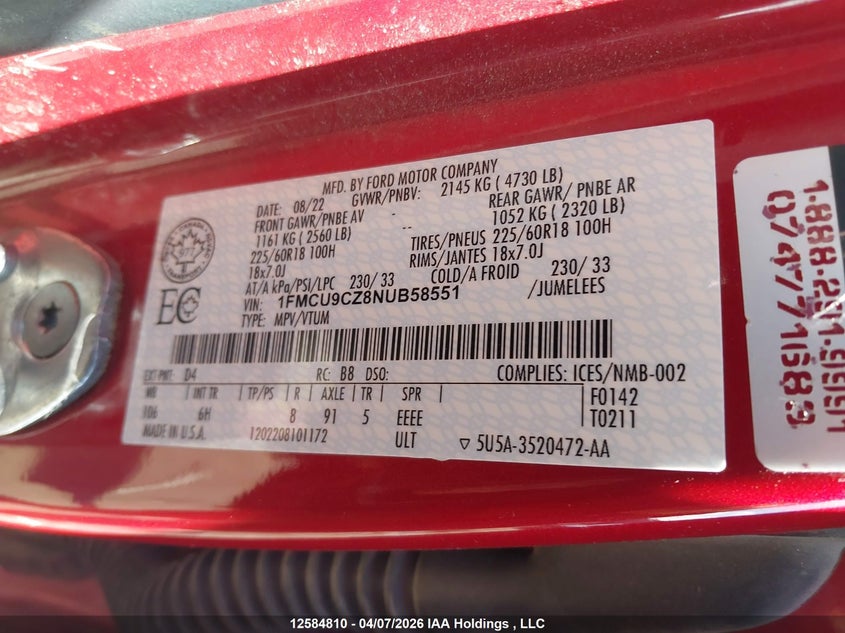 MFD. BY FORD MOTOR COMPANY
DATE: 08/22 GVWR/PNBV: 2145 KG ( 4730 LB)
FRONT GAWR/PNBE AV -- REAR GAWR/ PNBE AR
1161 KG ( 2560 LB) -- 1052 KG ( 2320 LB)
225/60R18 100H TIRES/PNEUS 225/60R18 100H
18x7.0J RIMS/JANTES 18x7.0J
AT/A kPa/PSI/LPC 230/ 33 COLD/A FROID 230/ 33
VIN: 1FMCU9CZ8NUB58551 /JUMELEES
TYPE: MPV/VTUM
EC
EXT PNT: D4 RC: B8 DSO: COMPLIES: ICES/NMB-002
WB INT TR TP/PS R AXLE TR SPR F0142
106 6H 8 91 5 EEEE T0211
MADE IN U.S.A. 1202208101172 ULT ▽ 5U5A-3520472-AA
074771683
12584810 - 04/07/2026 IAA Holdings , LLC